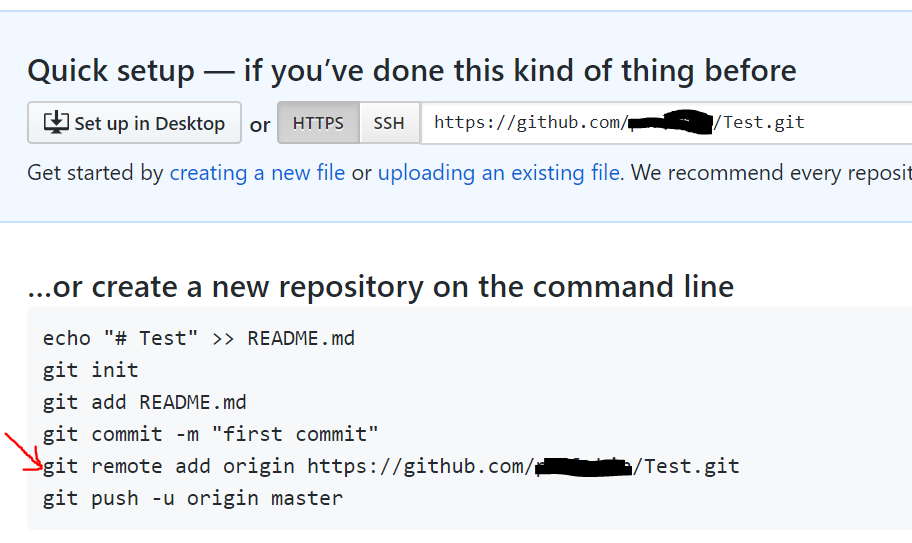 Quick setup — if you’ve done this kind of thing before
Set up in Desktop or HTTPS SSH https://github.com/ /Test.git
Get started by creating a new file or uploading an existing file. We recommend every
...or create a new repository on the command line
echo "# Test" >> README.md
git init
git add README.md
git commit -m "first commit"
git remote add origin https://github.com/ /Test.git
git push -u origin master